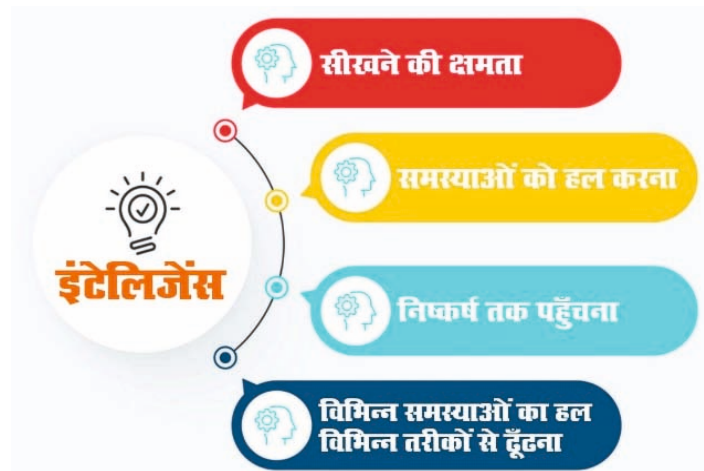 सीखने की क्षमता
समस्याओं को हल करना
इंटेलिजेंस
निष्कर्ष तक पहुँचना
विभिन्न समस्याओं का हल
विभिन्न तरीकों से ढूँढना